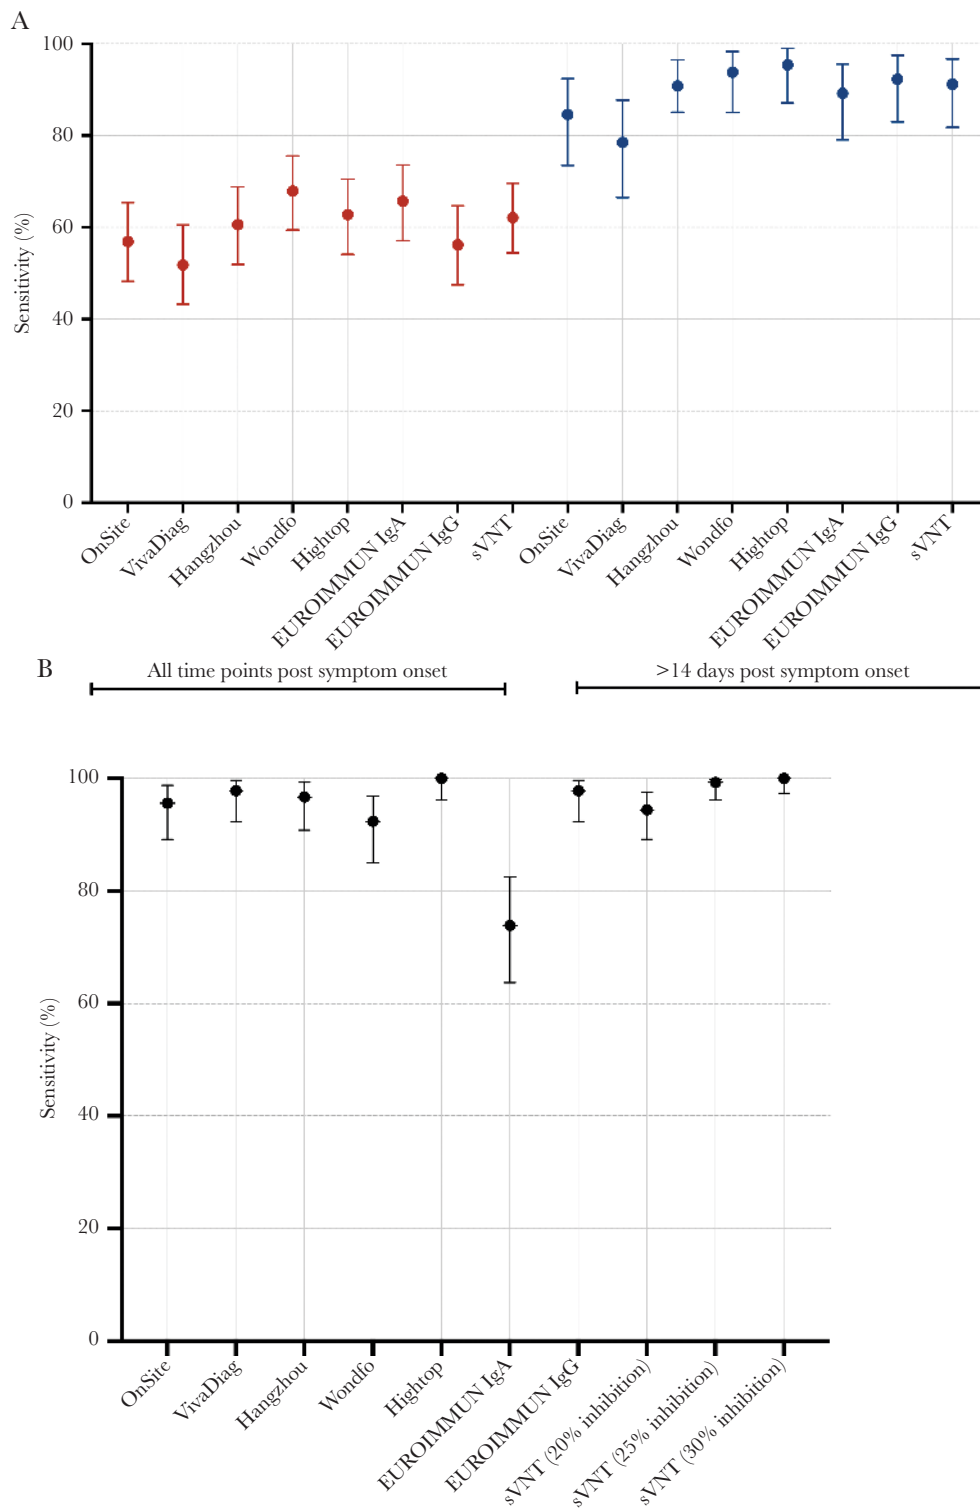 A
100
80
60
40
20
0
Sensitivity (%)
OnSite
VivaDiag
Hangzhou
Wondfo
Hightop
EUROIMMUN IgA
EUROIMMUN IgG
sVNT
OnSite
VivaDiag
Hangzhou
Wondfo
Hightop
EUROIMMUN IgA
EUROIMMUN IgG
sVNT
All time points post symptom onset
>14 days post symptom onset
B
100
80
60
40
20
0
Sensitivity (%)
OnSite
VivaDiag
Hangzhou
Wondfo
Hightop
EUROIMMUN IgA
EUROIMMUN IgG
sVNT (20% inhibition)
sVNT (25% inhibition)
sVNT (30% inhibition)